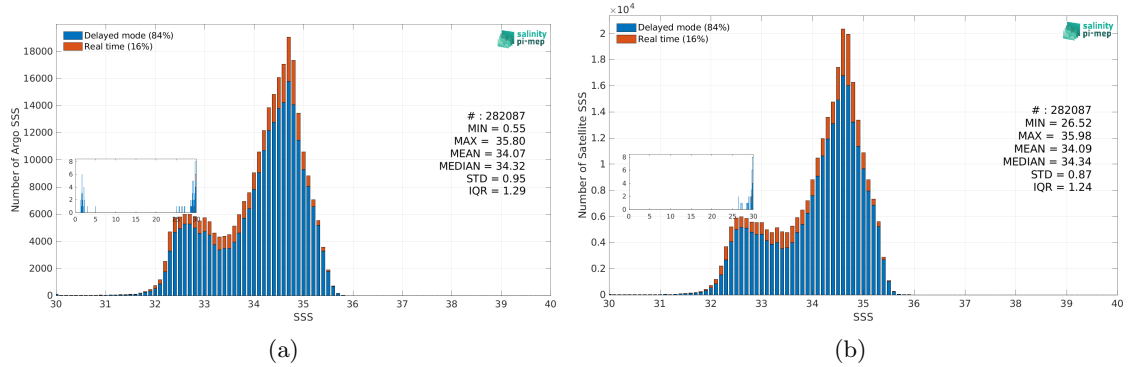 Delayed mode (84%)
Real time (16%)
salinity
pi-mep
18000
16000
14000
12000
10000
8000
6000
4000
2000
0
Number of Argo SSS
# : 282087
MIN = 0.55
MAX = 35.80
MEAN = 34.07
MEDIAN = 34.32
STD = 0.95
IQR = 1.29
8
6
4
2
0
0 5 10 15 20
30 31 32 33 34 35 36 37 38 39 40
SSS
(a)
×10⁴
Delayed mode (84%)
Real time (16%)
salinity
pi-mep
2
1.8
1.6
1.4
1.2
1
0.8
0.6
0.4
0.2
0
Number of Satellite SSS
# : 282087
MIN = 26.52
MAX = 35.98
MEAN = 34.09
MEDIAN = 34.34
STD = 0.87
IQR = 1.24
8
6
4
2
0
0 5 10 15 20 25 30
30 31 32 33 34 35 36 37 38 39 40
SSS
(b)